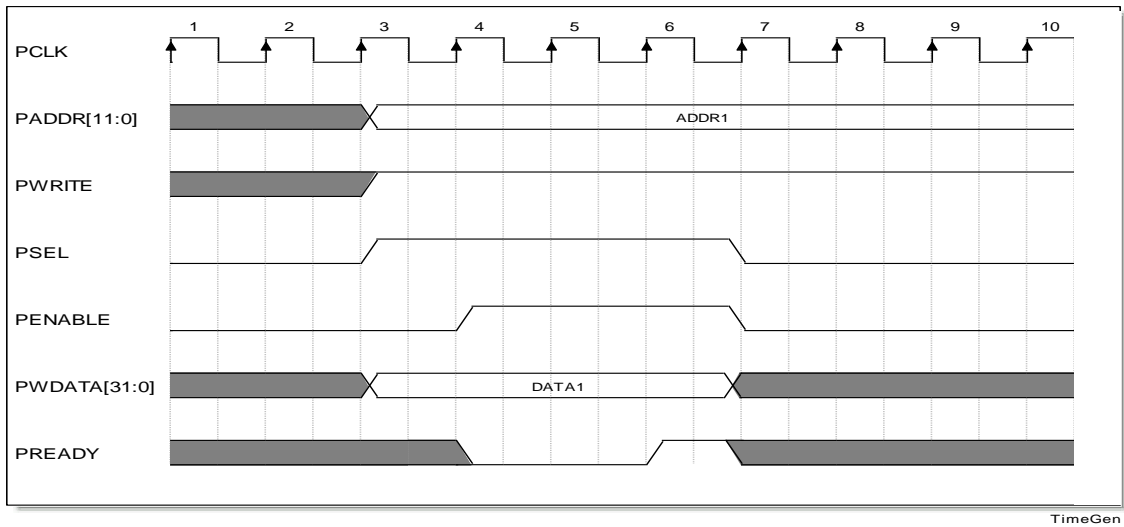 1 2 3 4 5 6 7 8 9 10
PCLK
PADDR[11:0] ADDR1
PWRITE
PSEL
PENABLE
PWDATA[31:0] DATA1
PREADY
TimeGen